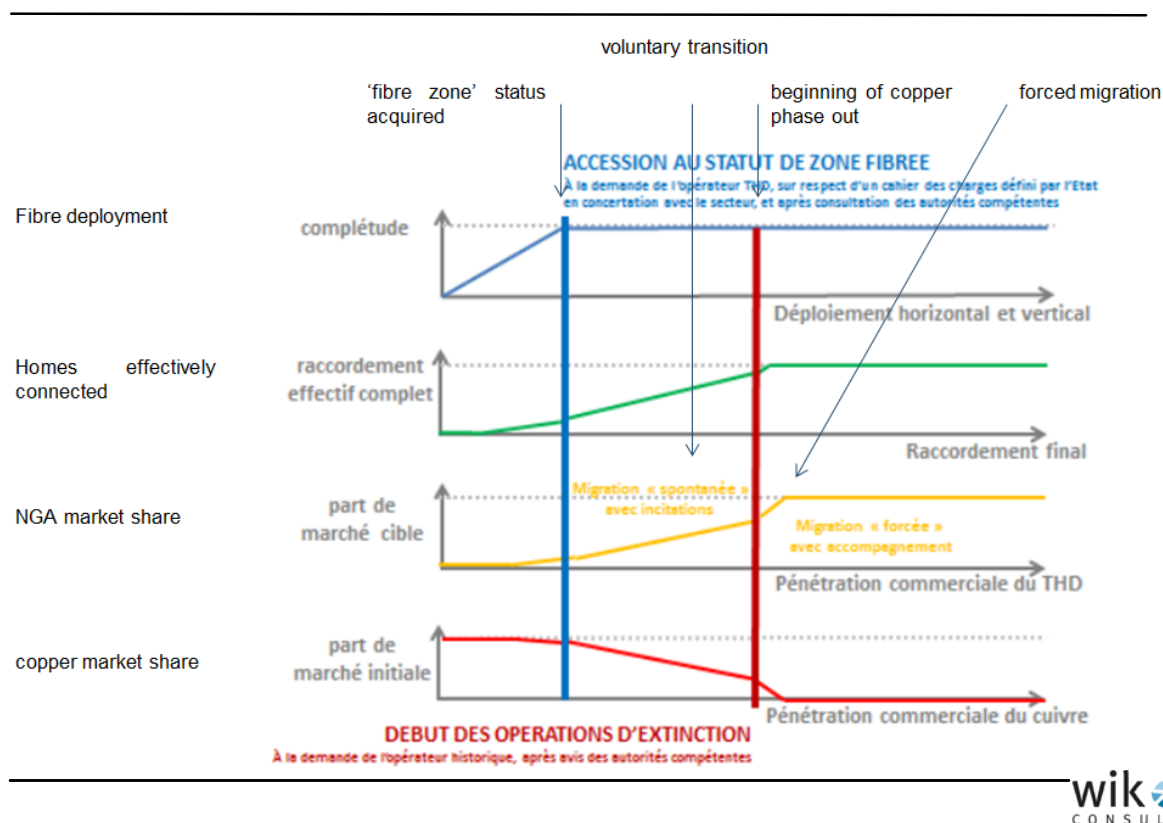 voluntary transition
‘fibre zone’ status
acquired
beginning of copper
phase out
forced migration
ACCESSION AU STATUT DE ZONE FIBREE
À la demande de l'opérateur THD, sur respect d'un cahier des charges défini par l'Etat
en concertation avec le secteur, et après consultation des autorités compétentes
Fibre deployment
complétude
Déploiement horizontal et vertical
Homes effectively
connected
raccordement
effectif complet
Raccordement final
NGA market share
part de
marché cible
Migration « spontanée »
avec incitations
Migration « forcée »
avec accompagnement
Pénétration commerciale du THD
copper market share
part de
marché initiale
Pénétration commerciale du cuivre
DEBUT DES OPERATIONS D'EXTINCTION
À la demande de l'opérateur historique, après avis des autorités compétentes
wik
CONSUL